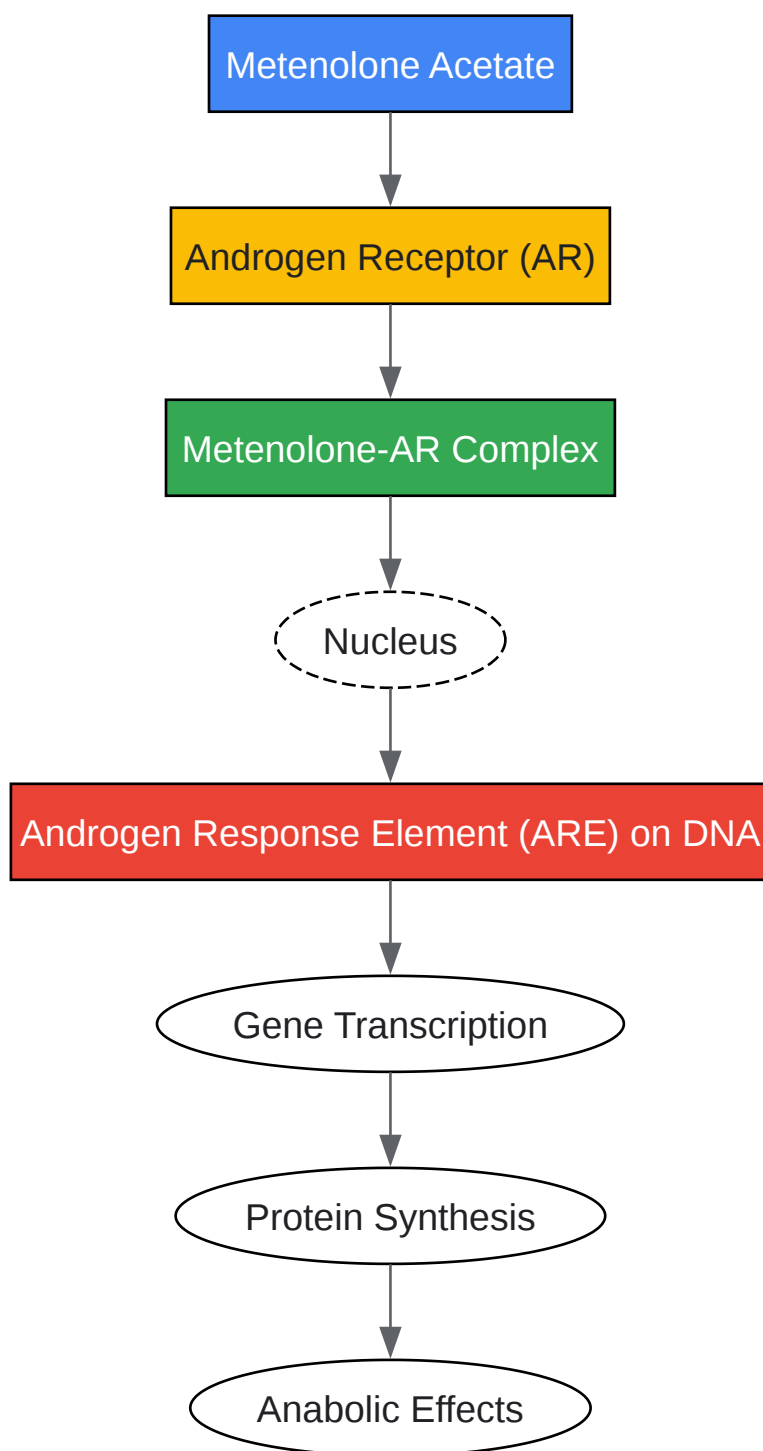 Metenolone Acetate
Androgen Receptor (AR)
Metenolone-AR Complex
Nucleus
Androgen Response Element (ARE) on DNA
Gene Transcription
Protein Synthesis
Anabolic Effects